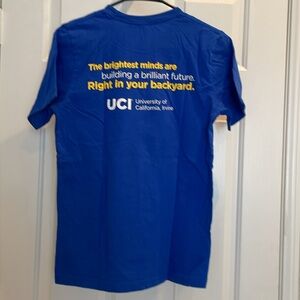 The brightest minds are
building a brilliant future.
Right in your backyard.
UCI University of
California, Irvine